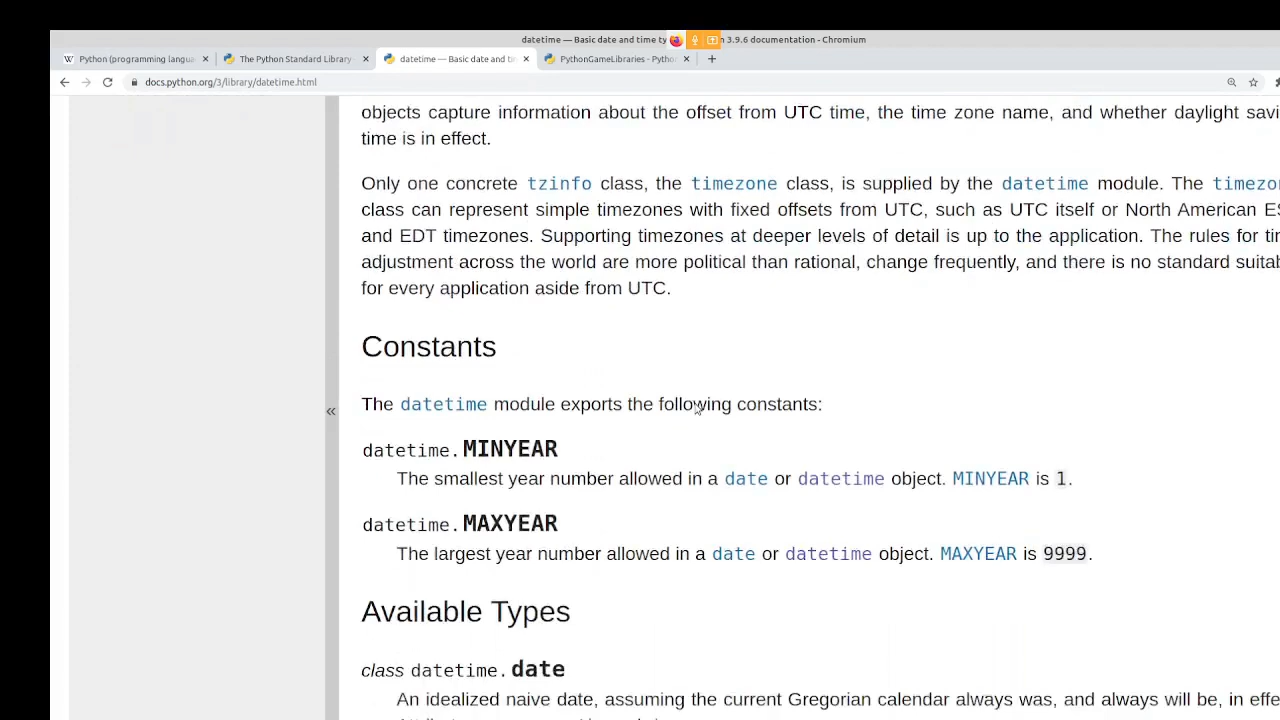 datetime — Basic date and time ty n 3.9.6 documentation - Chromium
Python (programming langua
The Python Standard Library
datetime — Basic date and ti
PythonGameLibraries - Pytho
docs.python.org/3/library/datetime.html
objects capture information about the offset from UTC time, the time zone name, and whether daylight savi
time is in effect.
Only one concrete tzinfo class, the timezone class, is supplied by the datetime module. The timezo
class can represent simple timezones with fixed offsets from UTC, such as UTC itself or North American ES
and EDT timezones. Supporting timezones at deeper levels of detail is up to the application. The rules for tim
adjustment across the world are more political than rational, change frequently, and there is no standard suitab
for every application aside from UTC.
Constants
«
The datetime module exports the following constants:
datetime.MINYEAR
The smallest year number allowed in a date or datetime object. MINYEAR is 1.
datetime.MAXYEAR
The largest year number allowed in a date or datetime object. MAXYEAR is 9999.
Available Types
class datetime.date
An idealized naive date, assuming the current Gregorian calendar always was, and always will be, in effe